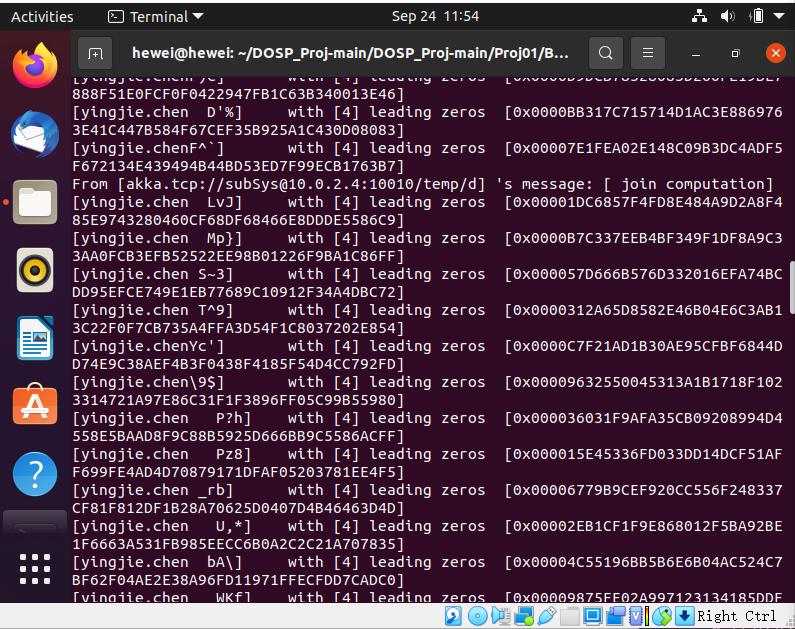 Activities Terminal Sep 24 11:54
hewei@hewei: ~/DOSP_Proj-main/DOSP_Proj-main/Proj01/B...
888F51E0FCF0F0422947FB1C63B340013E46]
[yingjie.chen  D'%]     with [4] leading zeros  [0x0000BB317C715714D1AC3E886976
3E41C447B584F67CEF35B925A1C430D08083]
[yingjie.chenF^`]       with [4] leading zeros  [0x00007E1FEA02E148C09B3DC4ADF5
F672134E439494B44BD53ED7F99ECB1763B7]
From [akka.tcp://subSys@10.0.2.4:10010/temp/d] 's message: [ join computation]
[yingjie.chen  LvJ]     with [4] leading zeros  [0x00001DC6857F4FD8E484A9D2A8F4
85E9743280460CF68DF68466E8DDDE5586C9]
[yingjie.chen  Mp}]     with [4] leading zeros  [0x0000B7C337EEB4BF349F1DF8A9C3
3AA0FCB3EFB52522EE98B01226F9BA1C86FF]
[yingjie.chen S~3]      with [4] leading zeros  [0x000057D666B576D332016EFA74BC
DD95EFCE749E1EB77689C10912F34A4DBC72]
[yingjie.chen T^9]      with [4] leading zeros  [0x0000312A65D8582E46B04E6C3AB1
3C22F0F7CB735A4FFA3D54F1C8037202E854]
[yingjie.chenYc']       with [4] leading zeros  [0x0000C7F21AD1B30AE95CFBF6844D
D74E9C38AEF4B3F0438F4185F54D4CC792FD]
[yingjie.chen\9$]       with [4] leading zeros  [0x00009632550045313A1B1718F102
3314721A97E86C31F1F3896FF05C99B55980]
[yingjie.chen   P?h]    with [4] leading zeros  [0x000036031F9AFA35CB09208994D4
558E5BAAD8F9C88B5925D666BB9C5586ACFF]
[yingjie.chen   Pz8]    with [4] leading zeros  [0x000015E45336FD033DD14DCF51AF
F699FE4AD4D70879171DFAF05203781EE4F5]
[yingjie.chen _rb]      with [4] leading zeros  [0x00006779B9CEF920CC556F248337
CF81F812DF1B28A70625D0407D4B46463D4D]
[yingjie.chen   U,*]    with [4] leading zeros  [0x00002EB1CF1F9E868012F5BA92BE
1F6663A531FB985EECC6B0A2C2C21A707835]
[yingjie.chen  bA\]     with [4] leading zeros  [0x00004C55196BB5B6E6B04AC524C7
BF62F04AE2E38A96FD11971FFECFDD7CADC0]
[yingjie.chen   WKf]    with [4] leading zeros  [0x00009875FF02A997123134185DDF
Right Ctrl